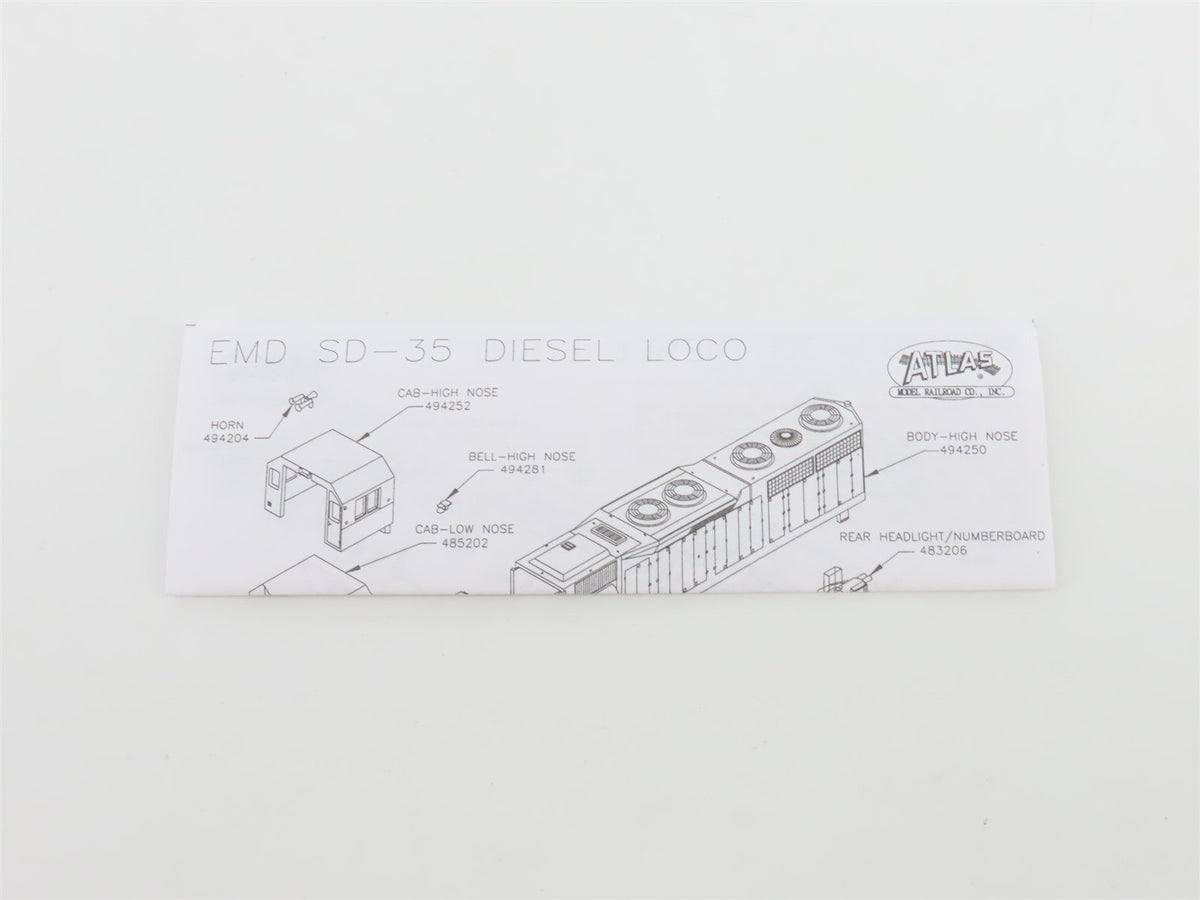 EMD SD-35 DIESEL LOCO
ATLAS
®
MODEL RAILROAD CO., INC.
CAB-HIGH NOSE
494252
HORN
494204
BODY-HIGH NOSE
494250
BELL-HIGH NOSE
494281
CAB-LOW NOSE
485202
REAR HEADLIGHT/NUMBERBOARD
483206